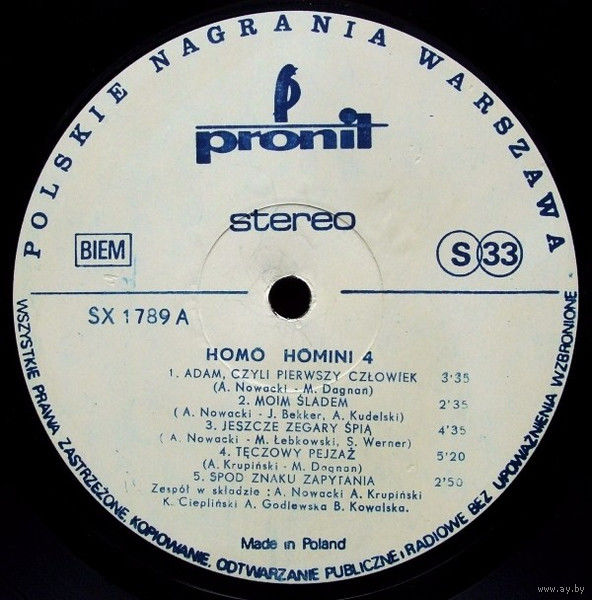 POLSKIE NAGRANIA WARSZAWA
pronit
stereo
BIEM
S 33
SX 1789 A
HOMO HOMINI 4
1. ADAM, CZYLI PIERWSZY CZŁOWIEK 3'35
(A. Nowacki - M. Dagnan)
2. MOIM ŚLADEM 2'35
( A. Nowacki - J. Bekker, A. Kudelski)
3. JESZCZE ZEGARY ŚPIĄ 4'35
( A. Nowacki - M. Łebkowski, S. Werner)
4. TĘCZOWY PEJZAŻ 5'20
(A. Krupiński - M. Dagnan)
5. SPOD ZNAKU ZAPYTANIA 2'50
Zespół w składzie : A. Nowacki A. Krupiński
K. Ciepliński A. Godlewska B. Kowalska.
Made in Poland
WSZYSTKIE PRAWA ZASTRZEŻONE, KOPIOWANIE, ODTWARZANIE PUBLICZNE I RADIOWE BEZ UPOWAŻNIENIA WZBRONIONE
www.ay.by